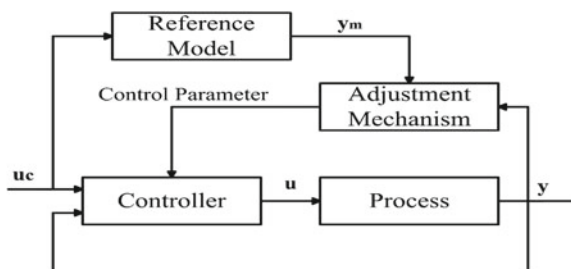 Reference
Model
ym
Control Parameter
Adjustment
Mechanism
uc
Controller
u
Process
y